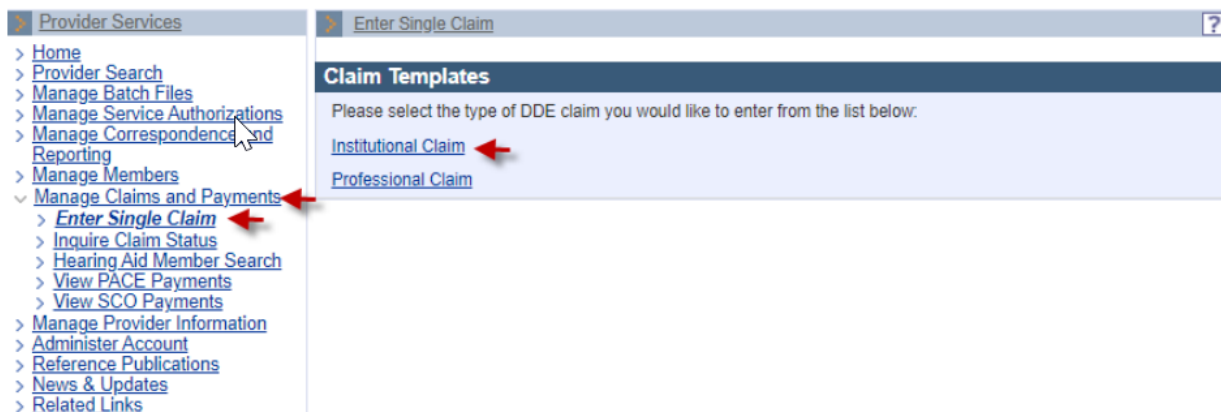 Provider Services
Home
Provider Search
Manage Batch Files
Manage Service Authorizations
Manage Correspondence and
Reporting
Manage Members
Manage Claims and Payments
Enter Single Claim
Inquire Claim Status
Hearing Aid Member Search
View PACE Payments
View SCO Payments
Manage Provider Information
Administer Account
Reference Publications
News & Updates
Related Links
Enter Single Claim
?
Claim Templates
Please select the type of DDE claim you would like to enter from the list below:
Institutional Claim
Professional Claim